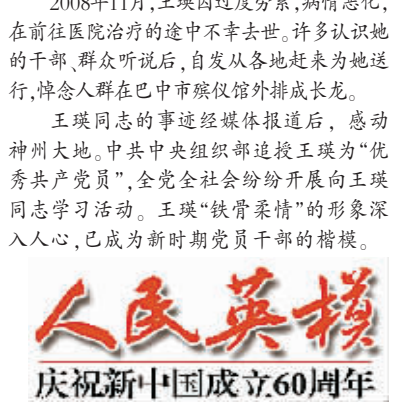 2008年11月,王瑛因过度劳累,病情恶化,
在前往医院治疗的途中不幸去世。许多认识她
的干部、群众听说后,自发从各地赶来为她送
行,悼念人群在巴中市殡仪馆外排成长龙。
王瑛同志的事迹经媒体报道后，感动
神州大地。中共中央组织部追授王瑛为“优
秀共产党员”,全党全社会纷纷开展向王瑛
同志学习活动。王瑛“铁骨柔情”的形象深
入人心,已成为新时期党员干部的楷模。
人民英模
庆祝新中国成立60周年